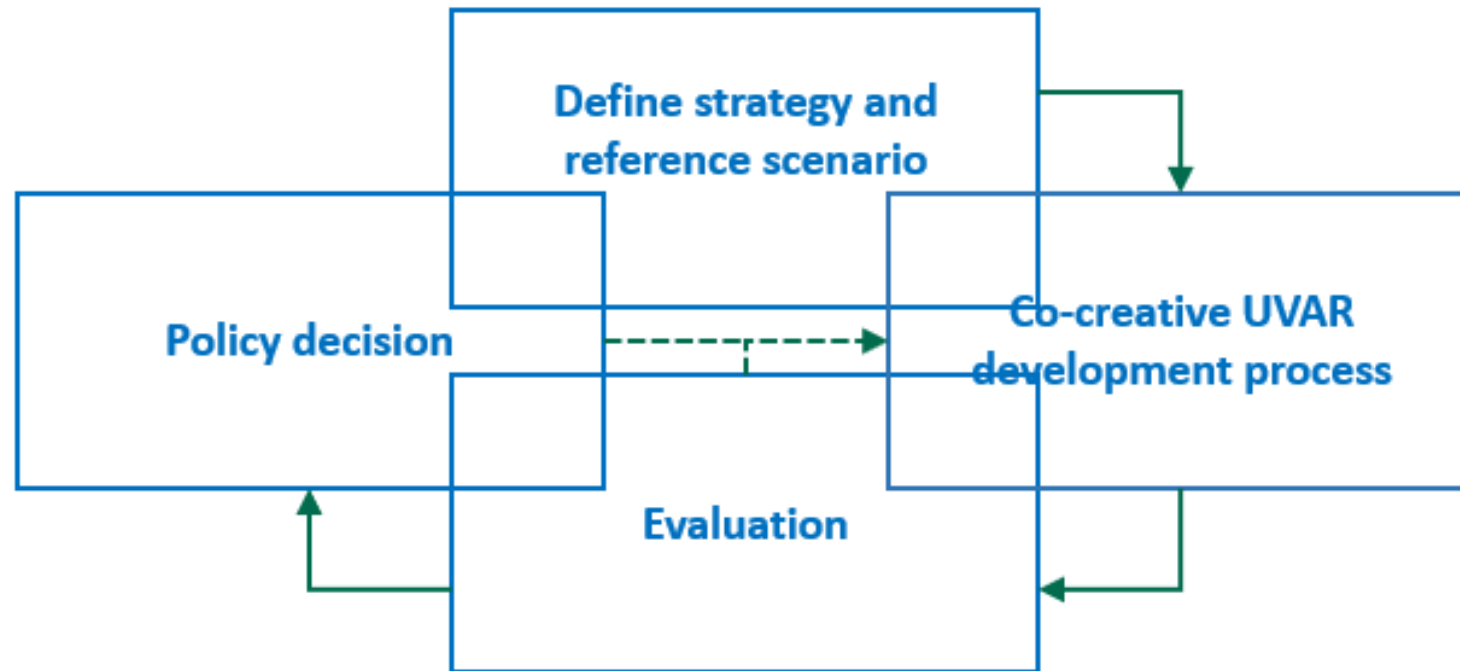 Define strategy and
reference scenario
Policy decision
Co-creative UVAR
development process
Evaluation